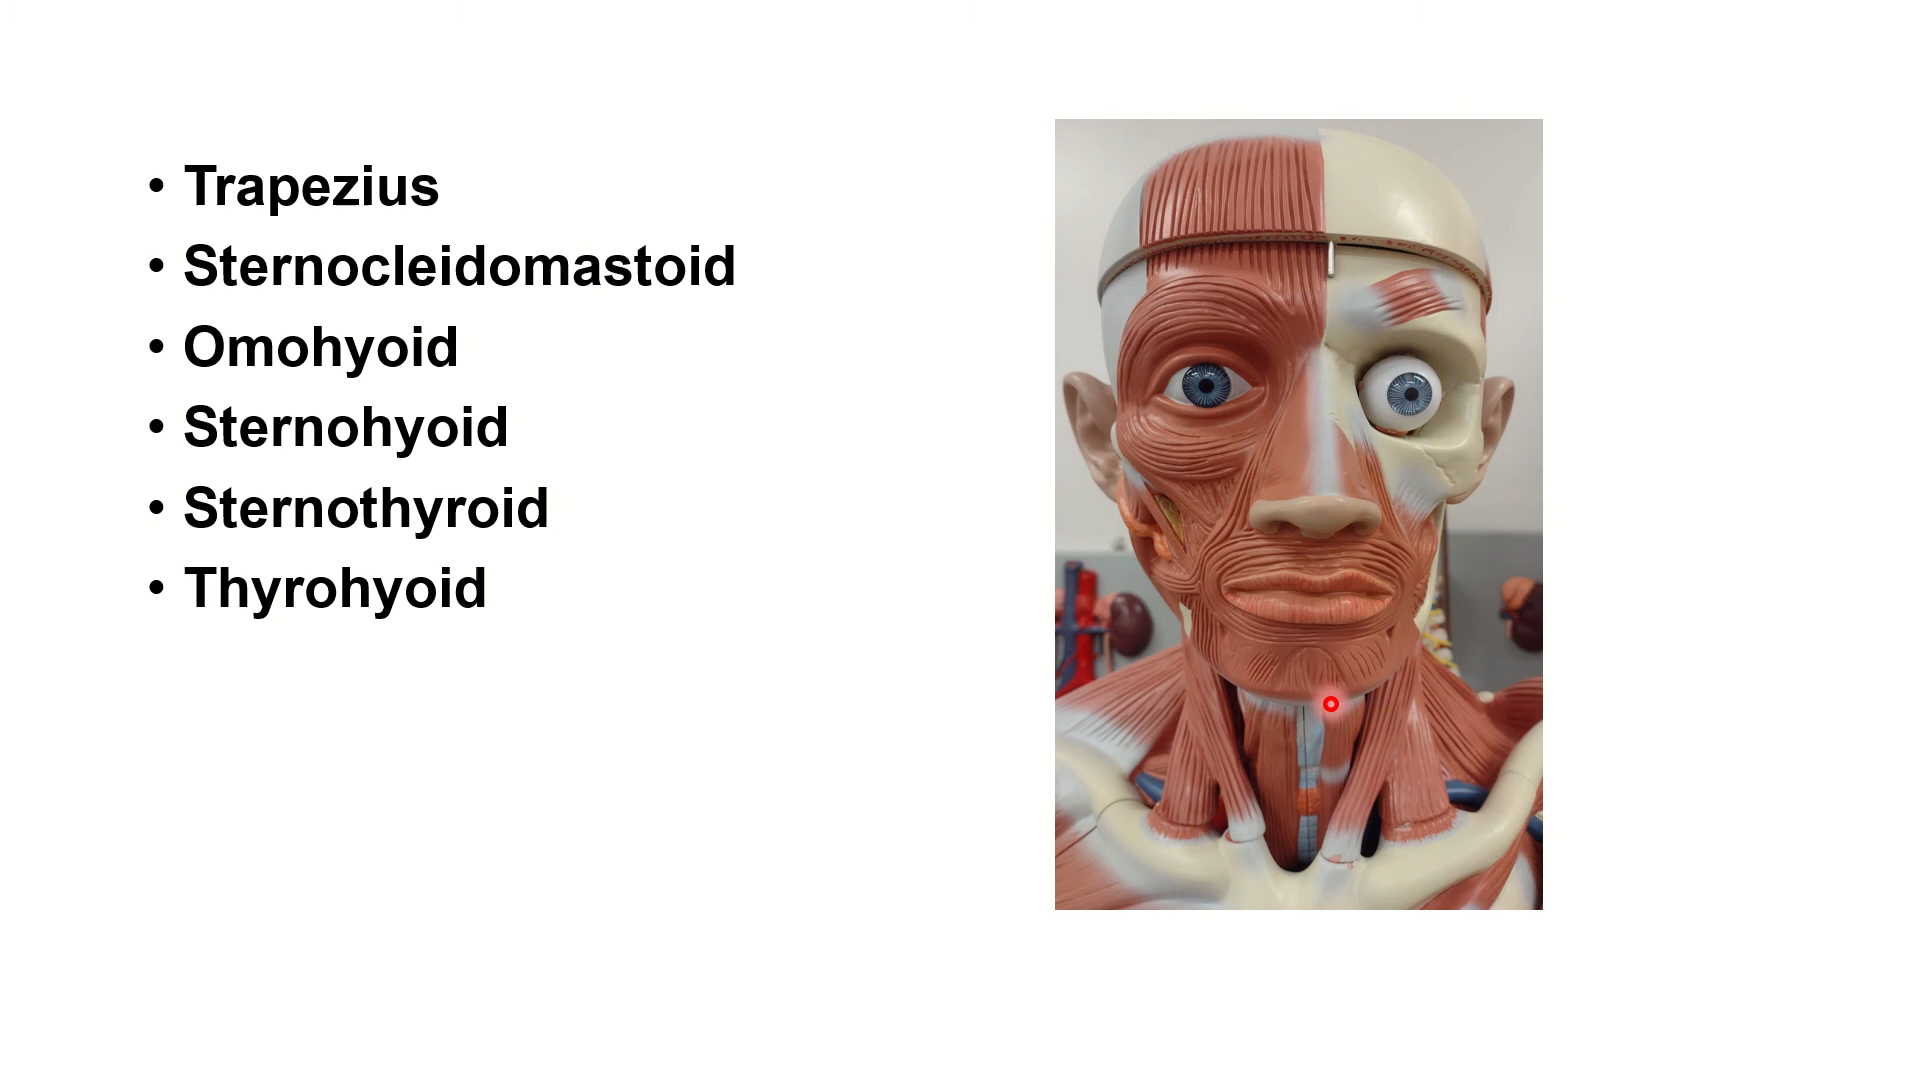 • Trapezius
• Sternocleidomastoid
• Omohyoid
• Sternohyoid
• Sternothyroid
• Thyrohyoid